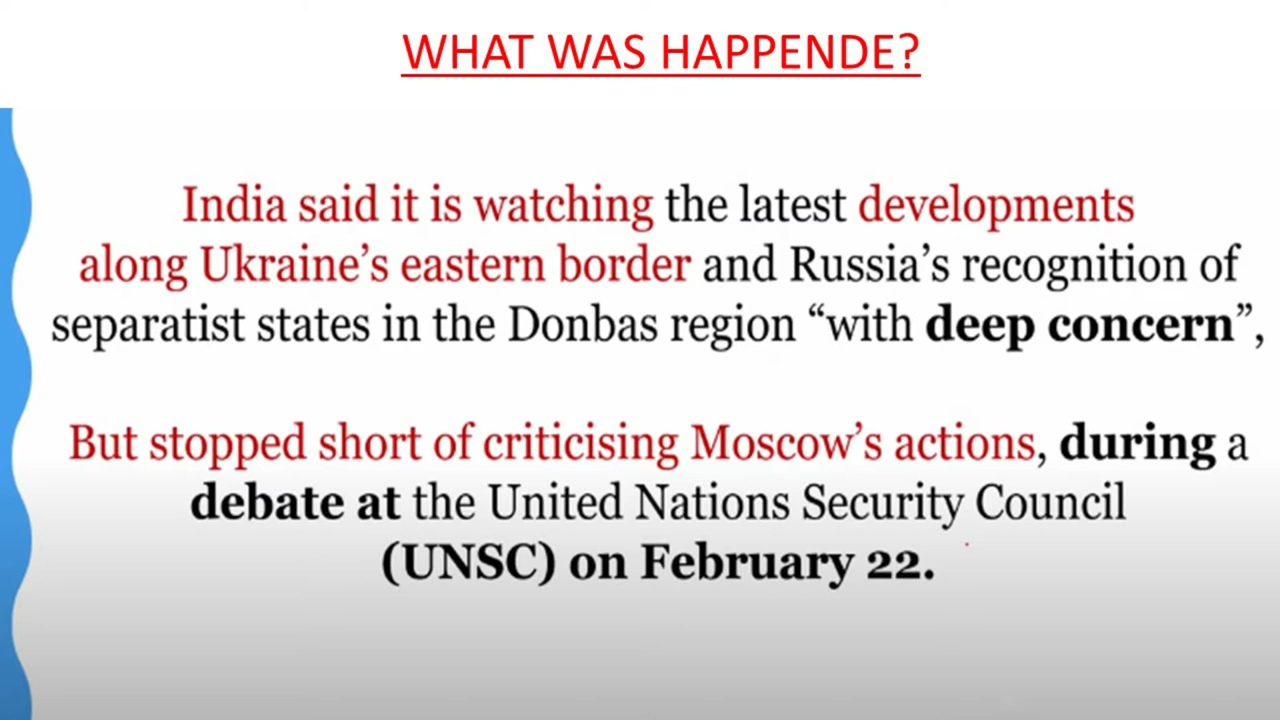 WHAT WAS HAPPENDE?
India said it is watching the latest developments
along Ukraine’s eastern border and Russia’s recognition of
separatist states in the Donbas region “with deep concern”,
But stopped short of criticising Moscow’s actions, during a
debate at the United Nations Security Council
(UNSC) on February 22.